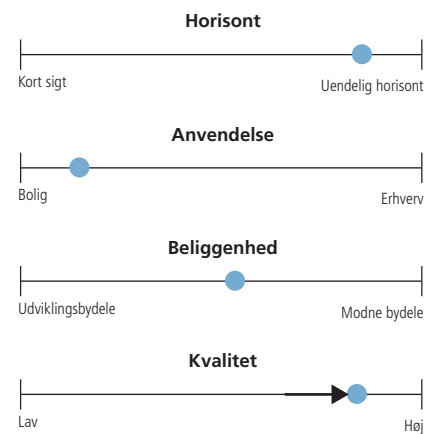 Horisont
Kort sigt
Uendelig horisont
Anvendelse
Bolig
Erhverv
Beliggenhed
Udviklingsbydele
Modne bydele
Kvalitet
Lav
Høj